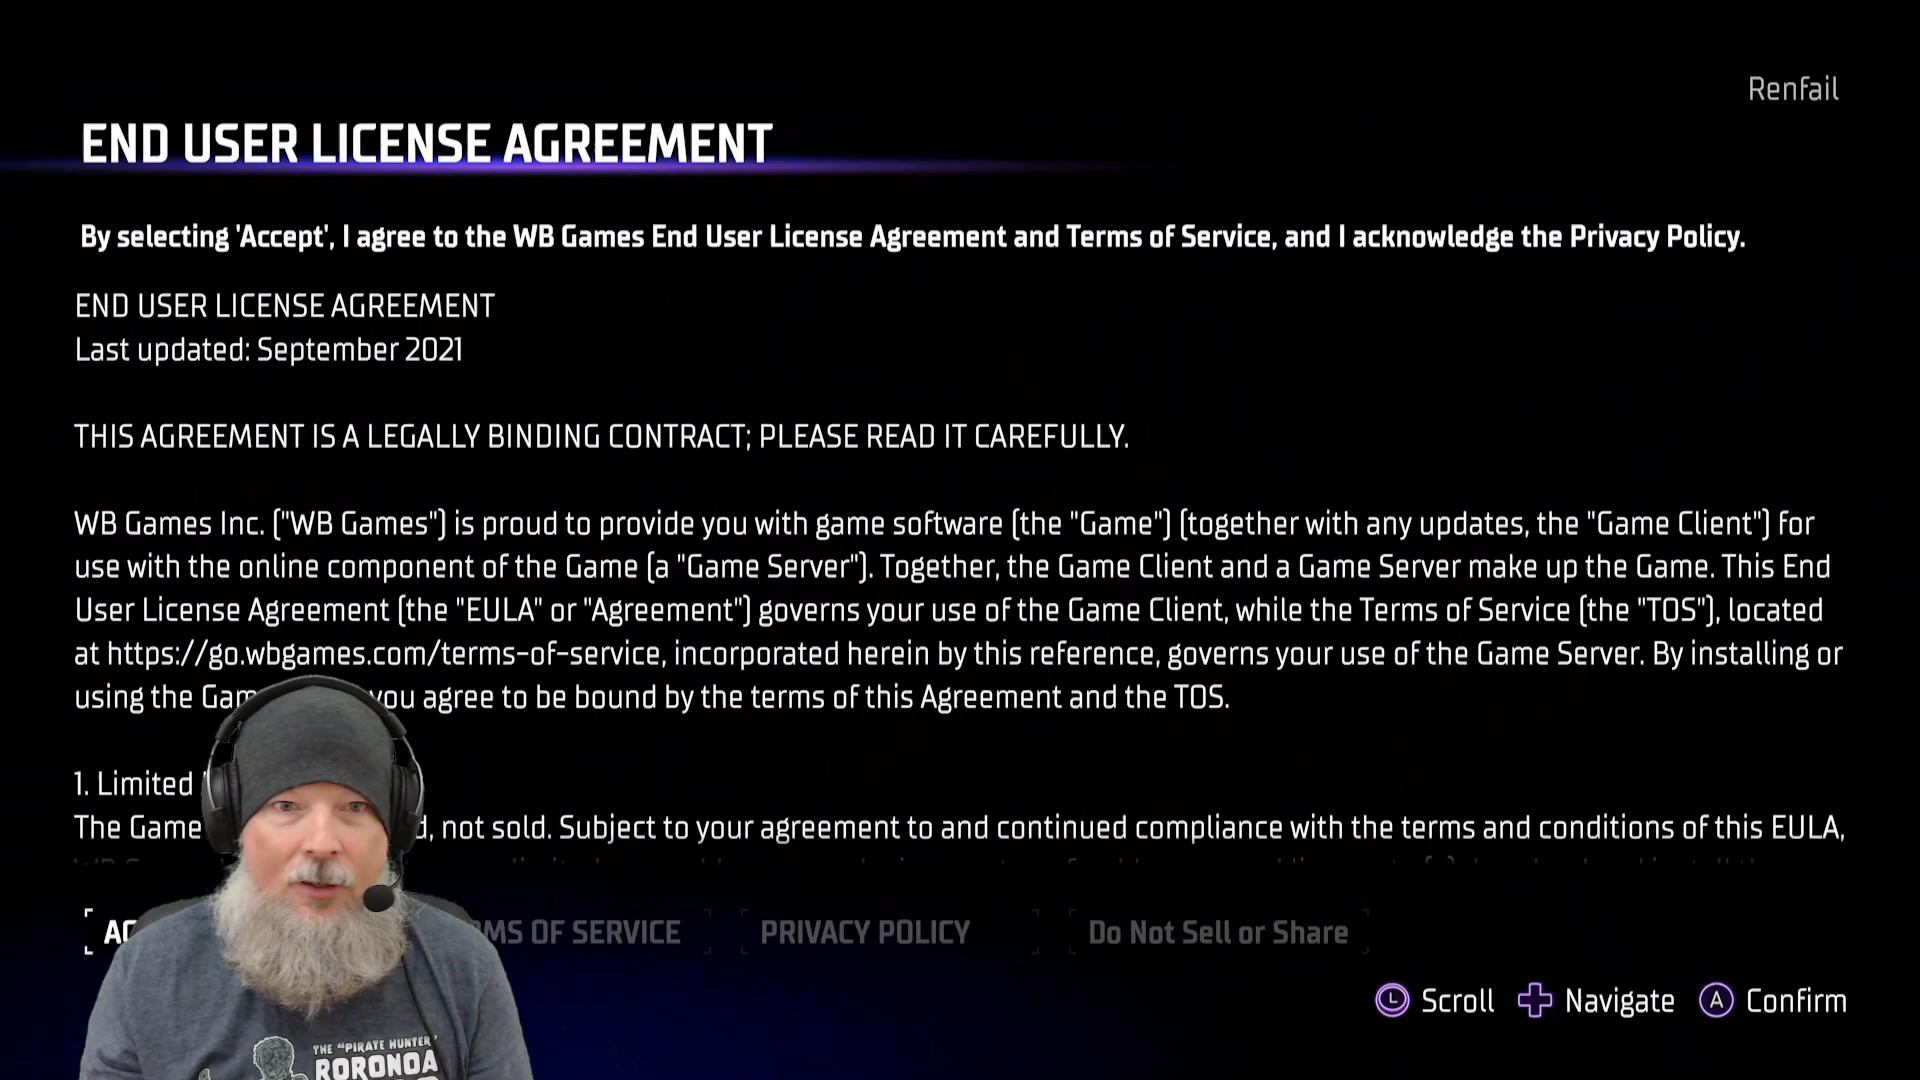 Renfail
END USER LICENSE AGREEMENT
By selecting 'Accept', I agree to the WB Games End User License Agreement and Terms of Service, and I acknowledge the Privacy Policy.
END USER LICENSE AGREEMENT
Last updated: September 2021
THIS AGREEMENT IS A LEGALLY BINDING CONTRACT; PLEASE READ IT CAREFULLY.
WB Games Inc. ("WB Games") is proud to provide you with game software (the "Game") (together with any updates, the "Game Client") for
use with the online component of the Game (a "Game Server"). Together, the Game Client and a Game Server make up the Game. This End
User License Agreement (the "EULA" or "Agreement") governs your use of the Game Client, while the Terms of Service (the "TOS"), located
at https://go.wbgames.com/terms-of-service, incorporated herein by this reference, governs your use of the Game Server. By installing or
using the Gam you agree to be bound by the terms of this Agreement and the TOS.
1. Limited
The Game d, not sold. Subject to your agreement to and continued compliance with the terms and conditions of this EULA,
AC MS OF SERVICE PRIVACY POLICY Do Not Sell or Share
L Scroll Navigate A Confirm
THE "PIRATE HUNTER"
RORONOA